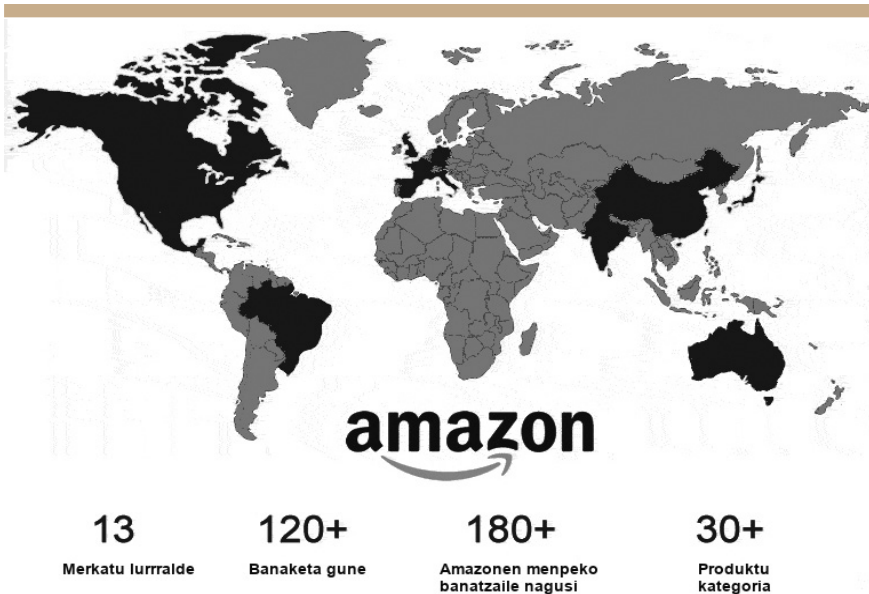 amazon
13
120+
180+
30+
Merkatu lurrralde
Banaketa gune
Amazonen menpeko
banatzaile nagusi
Produktu
kategoria